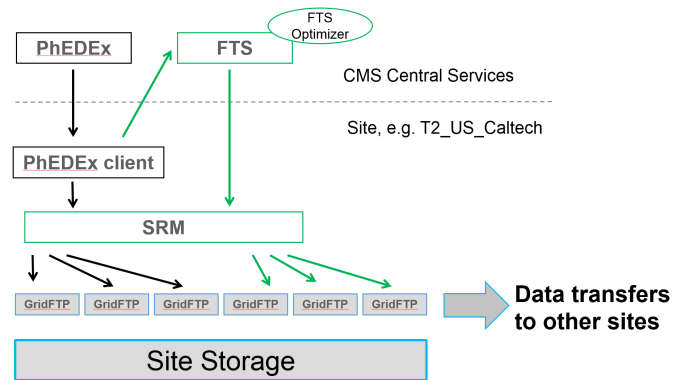 FTS
Optimizer
PhEDEx
FTS
CMS Central Services
Site, e.g. T2_US_Caltech
PhEDEx client
SRM
GridFTP GridFTP GridFTP GridFTP GridFTP GridFTP
Data transfers
to other sites
Site Storage